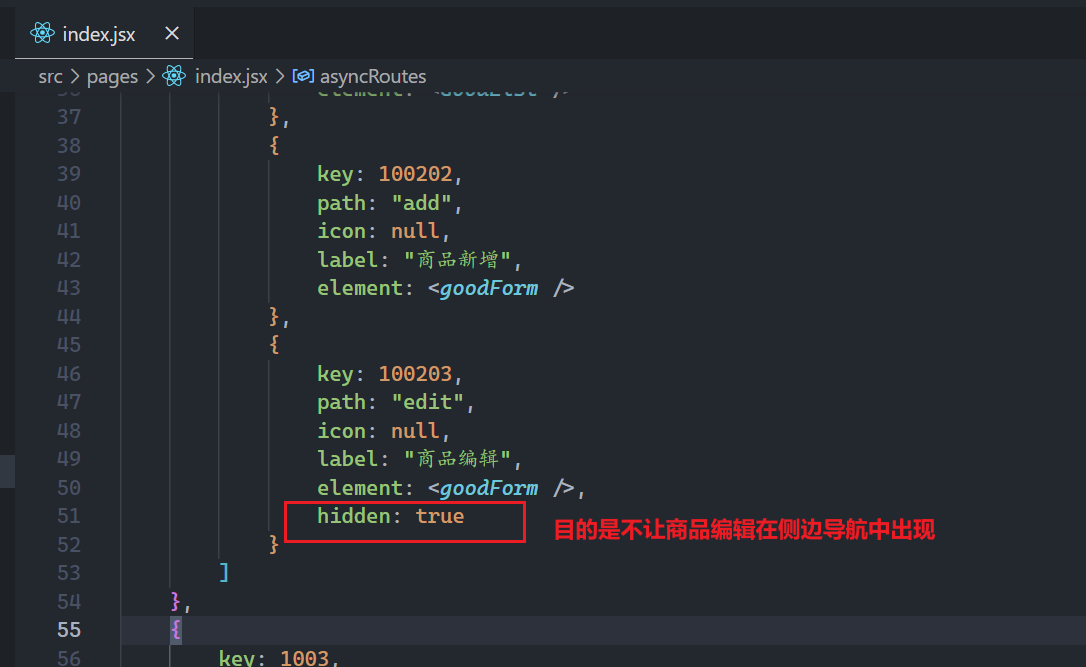 index.jsx
src > pages > index.jsx > asyncRoutes
37 },
38 {
39 key: 100202,
40 path: "add",
41 icon: null,
42 label: "商品新增",
43 element: <goodForm />
44 },
45 {
46 key: 100203,
47 path: "edit",
48 icon: null,
49 label: "商品编辑",
50 element: <goodForm />,
51 hidden: true 目的是不让商品编辑在侧边导航中出现
52 }
53 ]
54 },
55 {
56 key: 1003,